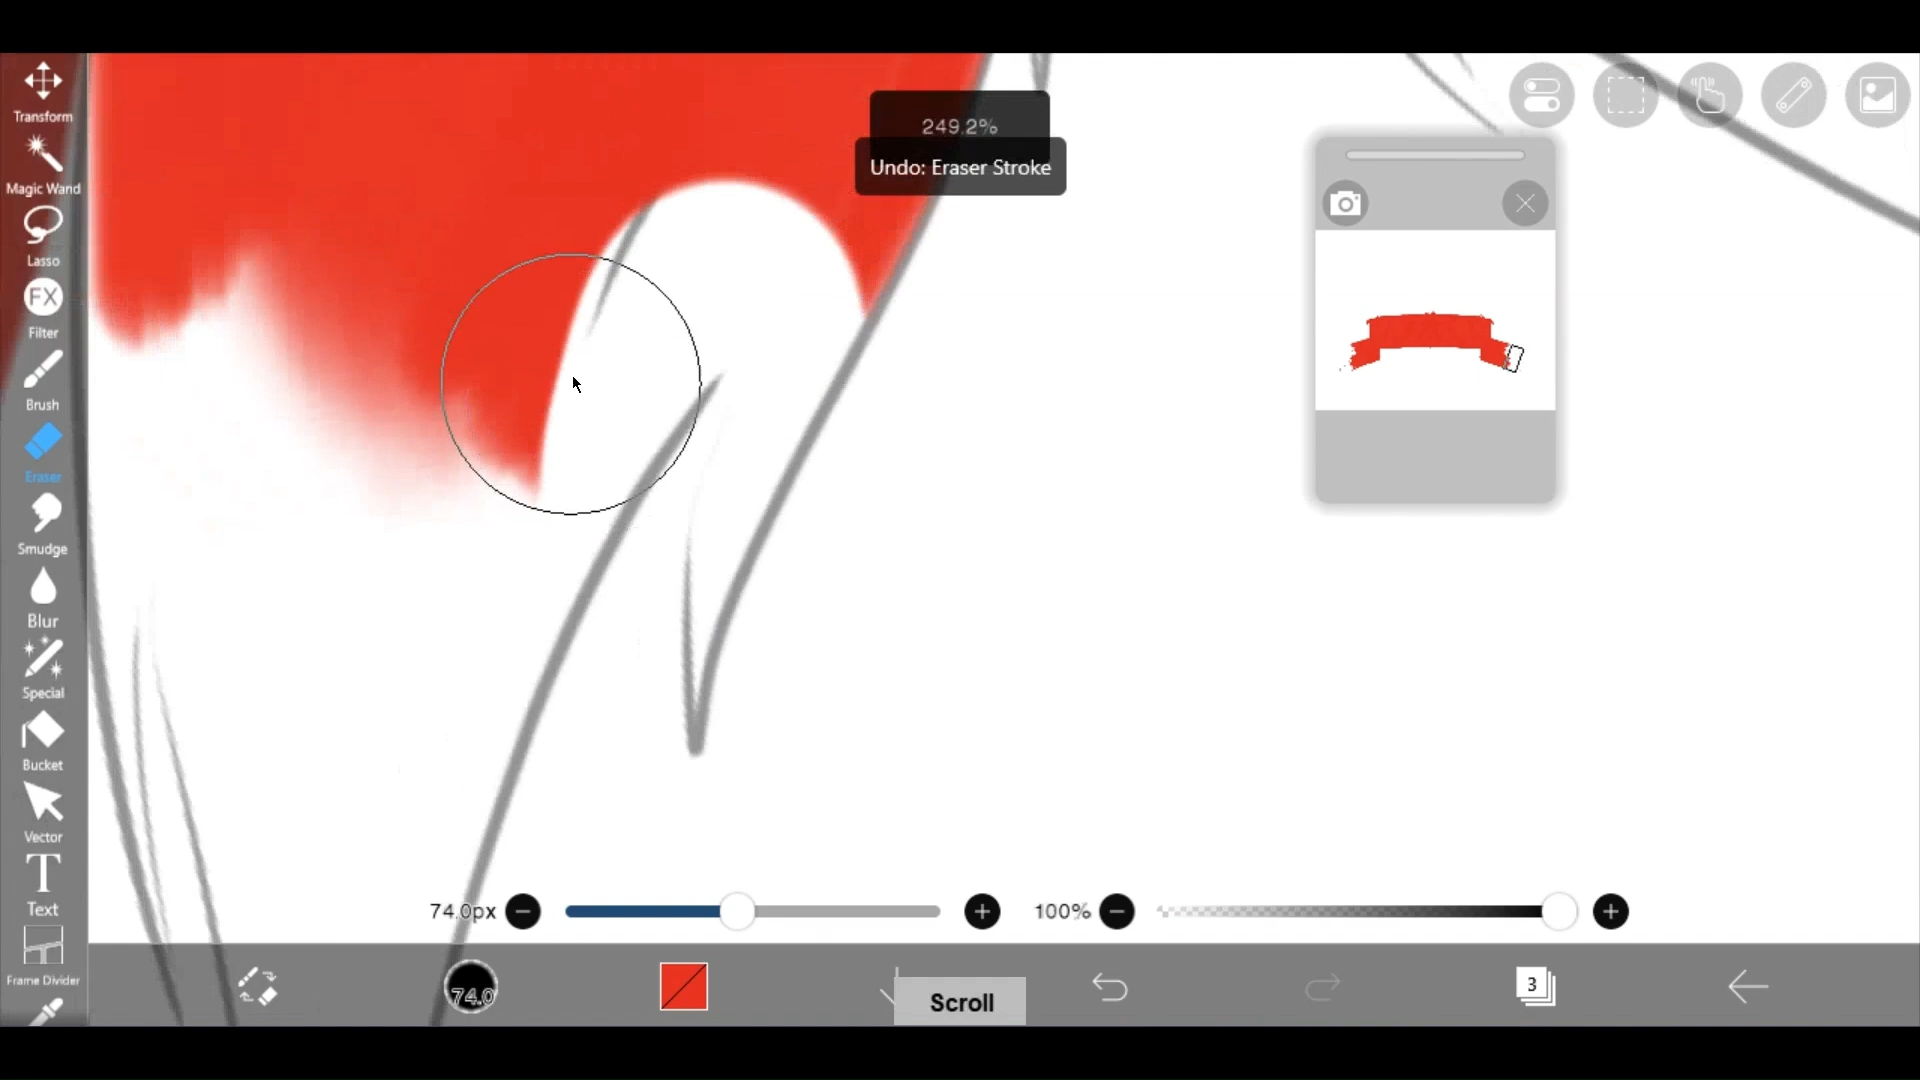 Transform
Magic Wand
Lasso
FX
Filter
Brush
Eraser
Smudge
Blur
Special
Bucket
Vector
T
Text
Frame Divider
249.2%
Undo: Eraser Stroke
74.0px
100%
74.0
Scroll
3